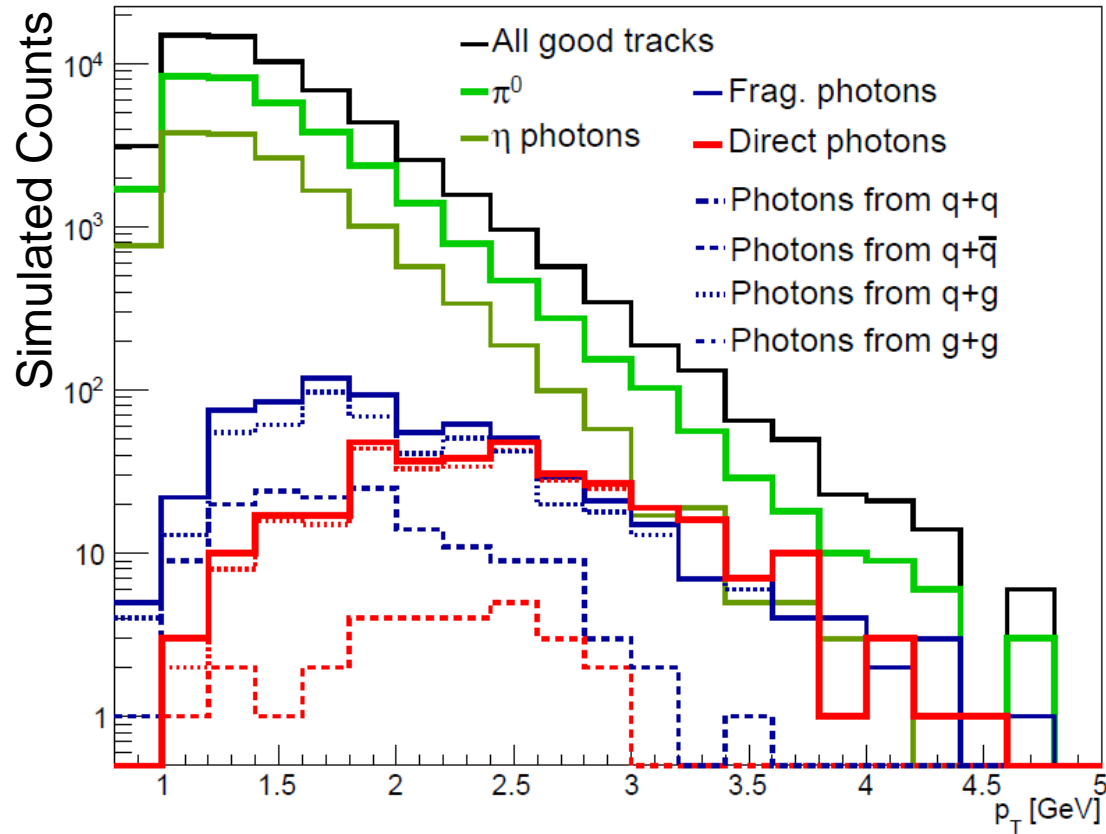 Simulated Counts
10^4
10^3
10^2
10
1
All good tracks
π^0
η photons
Frag. photons
Direct photons
Photons from q+q
Photons from q+q̅
Photons from q+g
Photons from g+g
1 1.5 2 2.5 3 3.5 4 4.5 5
p_T [GeV]